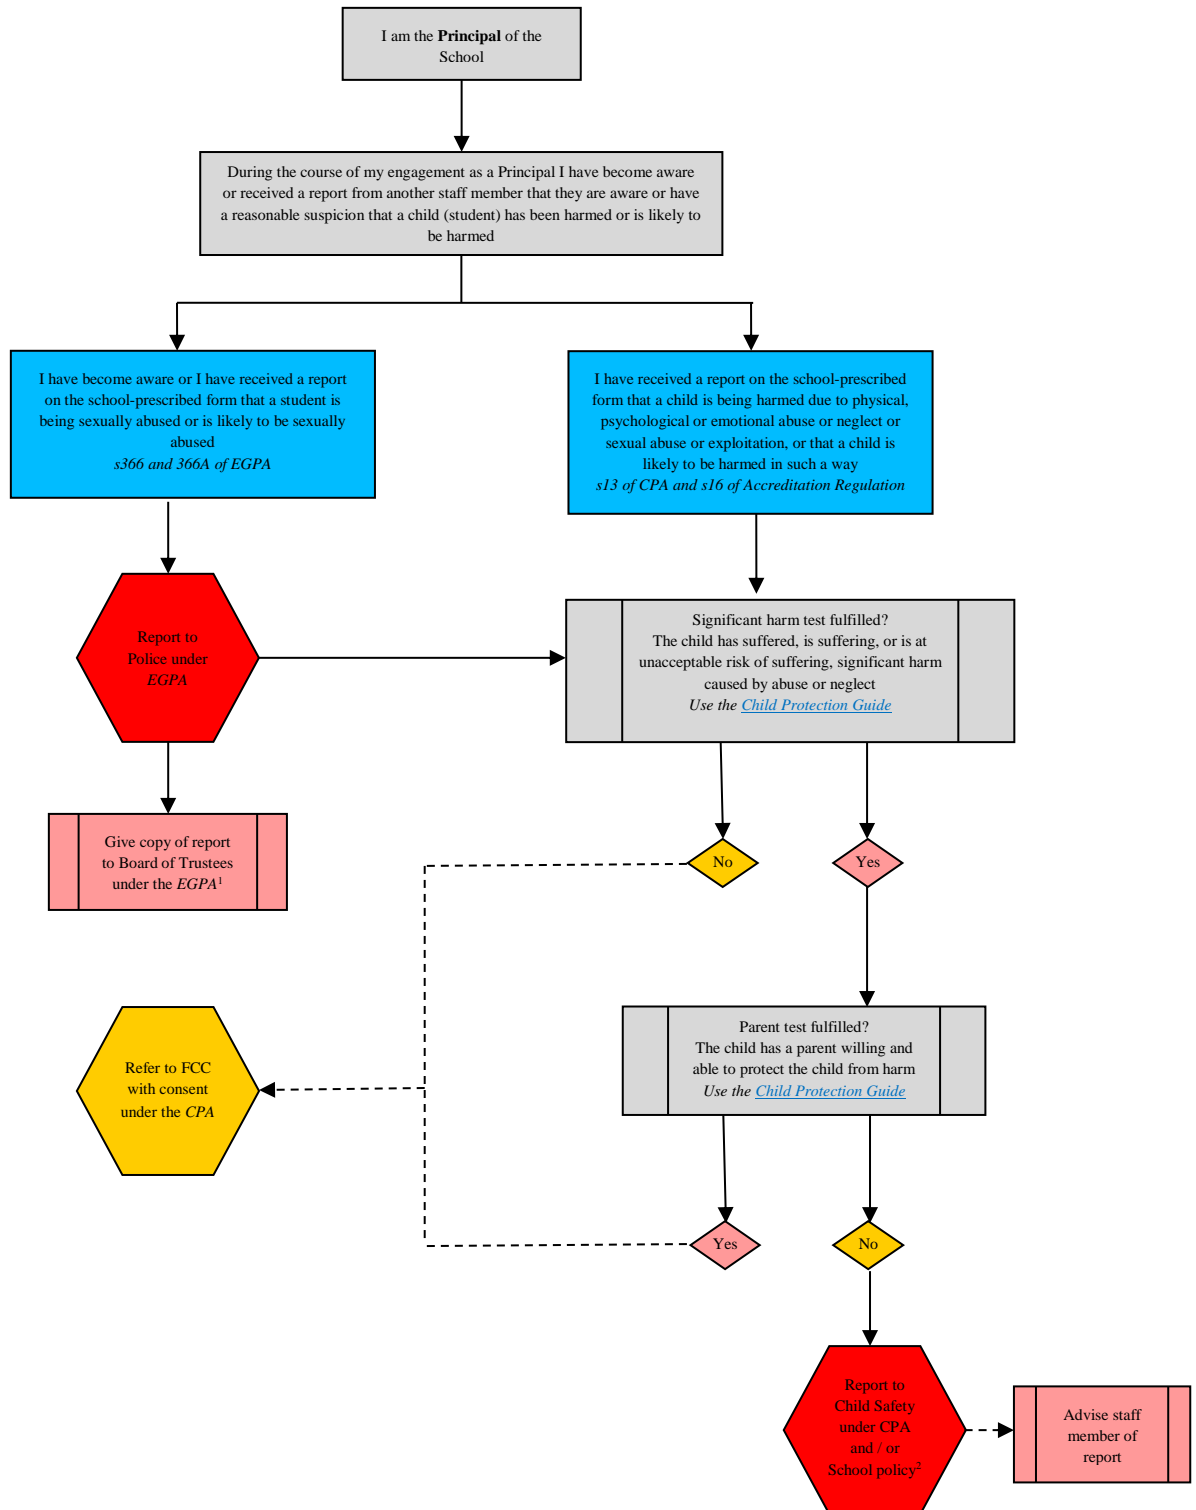 I am the Principal of the
School
During the course of my engagement as a Principal I have become aware
or received a report from another staff member that they are aware or have
a reasonable suspicion that a child (student) has been harmed or is likely to
be harmed
I have become aware or I have received a report
on the school-prescribed form that a student is
being sexually abused or is likely to be sexually
abused
s366 and 366A of EGPA
I have received a report on the school-prescribed
form that a child is being harmed due to physical,
psychological or emotional abuse or neglect or
sexual abuse or exploitation, or that a child is
likely to be harmed in such a way
s13 of CPA and s16 of Accreditation Regulation
Report to
Police under
EGPA
Significant harm test fulfilled?
The child has suffered, is suffering, or is at
unacceptable risk of suffering, significant harm
caused by abuse or neglect
Use the Child Protection Guide
Give copy of report
to Board of Trustees
under the EGPA¹
No
Yes
Refer to FCC
with consent
under the CPA
Parent test fulfilled?
The child has a parent willing and
able to protect the child from harm
Use the Child Protection Guide
Yes
No
Report to
Child Safety
under CPA
and / or
School policy²
Advise staff
member of
report